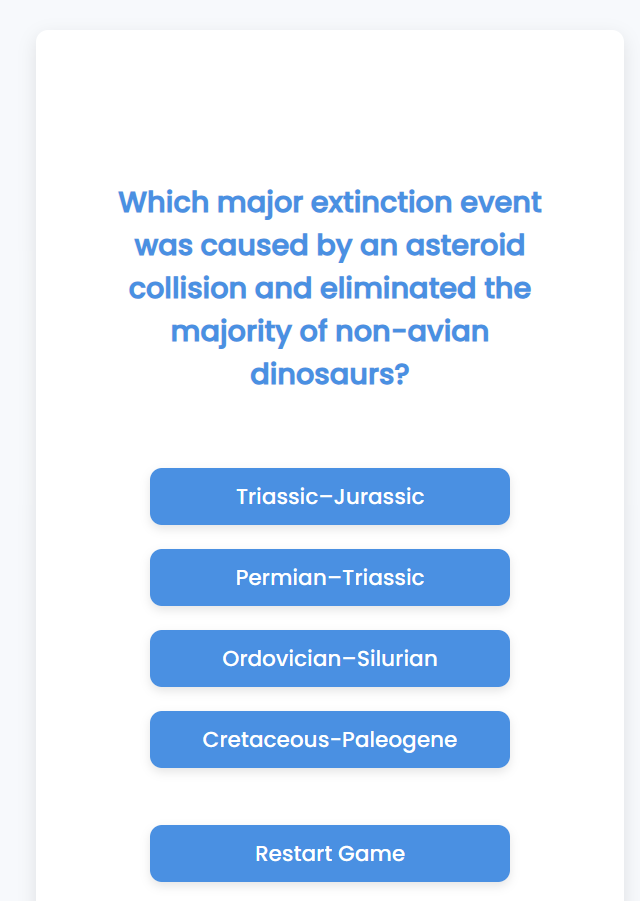 Which major extinction event
was caused by an asteroid
collision and eliminated the
majority of non-avian
dinosaurs?
Triassic–Jurassic
Permian–Triassic
Ordovician–Silurian
Cretaceous-Paleogene
Restart Game